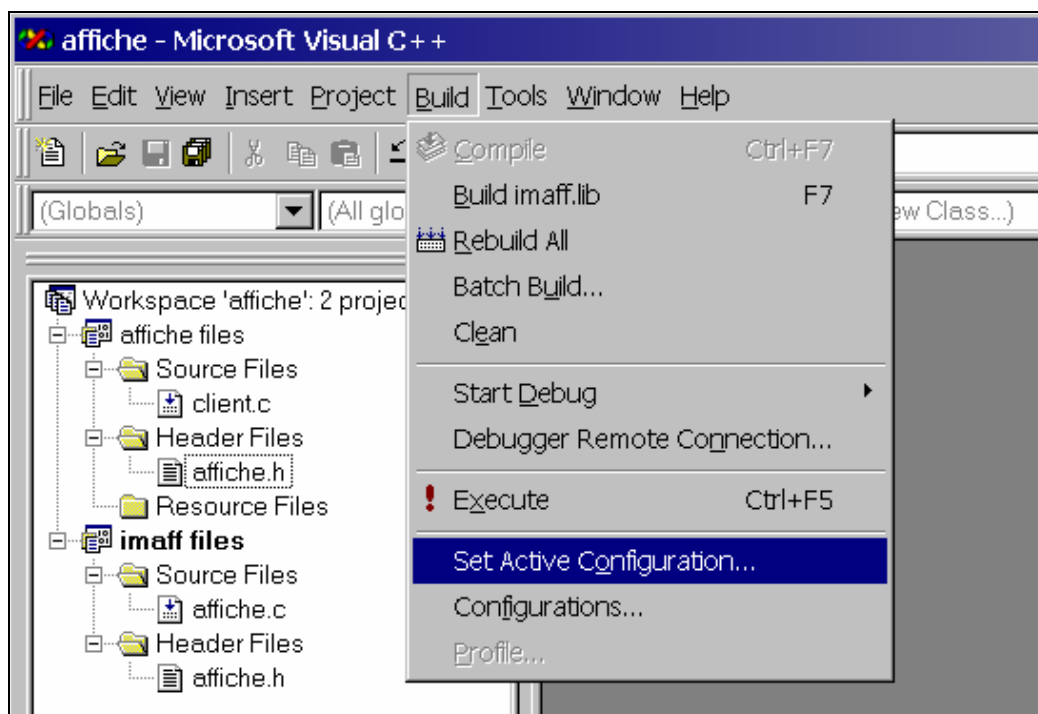 affiche - Microsoft Visual C++
File Edit View Insert Project Build Tools Window Help
(Globals) (All glo ew Class...)
Compile Ctrl+F7
Build imaff.lib F7
Rebuild All
Batch Build...
Clean
Start Debug
Debugger Remote Connection...
Execute Ctrl+F5
Set Active Configuration...
Configurations...
Profile...
Workspace 'affiche': 2 projec
affiche files
Source Files
client.c
Header Files
affiche.h
Resource Files
imaff files
Source Files
affiche.c
Header Files
affiche.h